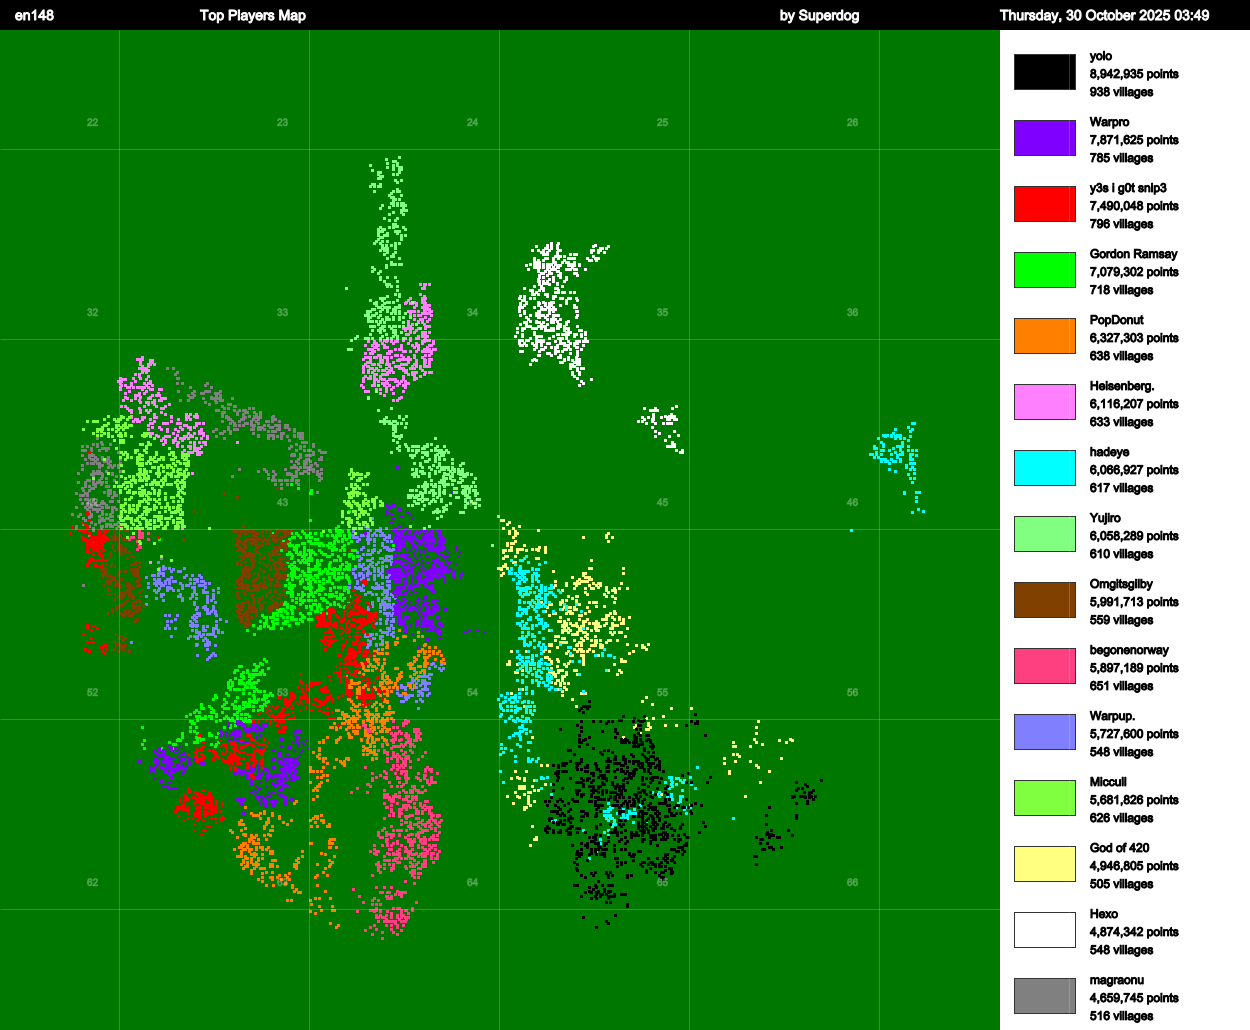 en148 Top Players Map by Superdog Thursday, 30 October 2025 03:49
yolo
8,942,935 points
938 villages
Warpro
7,871,625 points
785 villages
y3s i g0t snip3
7,490,048 points
796 villages
Gordon Ramsay
7,079,302 points
718 villages
PopDonut
6,327,303 points
638 villages
Heisenberg.
6,116,207 points
633 villages
hadeye
6,066,927 points
617 villages
Yujiro
6,058,289 points
610 villages
Omgitsgilby
5,991,713 points
559 villages
begonenorway
5,897,189 points
651 villages
Warpup.
5,727,600 points
548 villages
Miccull
5,681,826 points
626 villages
God of 420
4,946,805 points
505 villages
Hexo
4,874,342 points
548 villages
magraonu
4,659,745 points
516 villages
22 23 24 25 26
32 33 34 35 36
43 45 46
52 53 54 55 56
62 64 65 66